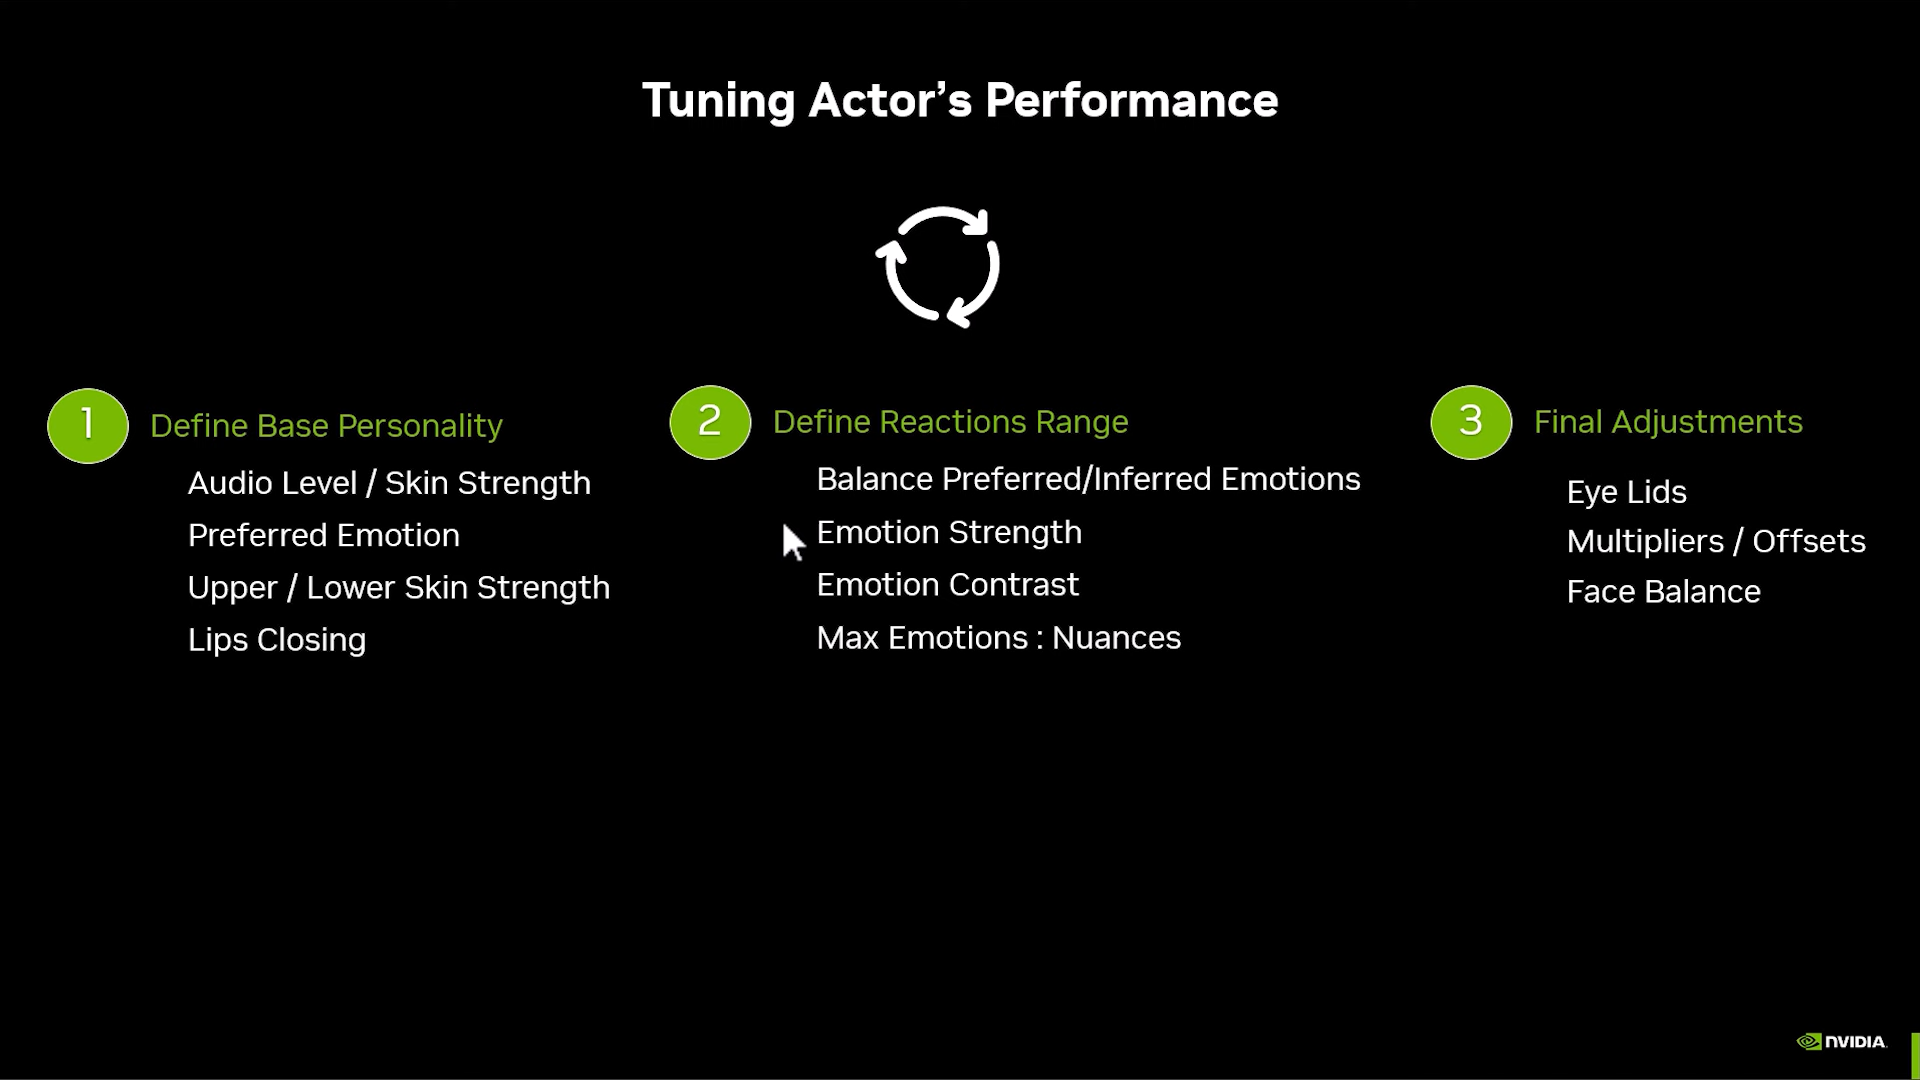 Tuning Actor’s Performance
1 Define Base Personality
Audio Level / Skin Strength
Preferred Emotion
Upper / Lower Skin Strength
Lips Closing
2 Define Reactions Range
Balance Preferred/Inferred Emotions
Emotion Strength
Emotion Contrast
Max Emotions : Nuances
3 Final Adjustments
Eye Lids
Multipliers / Offsets
Face Balance
NVIDIA